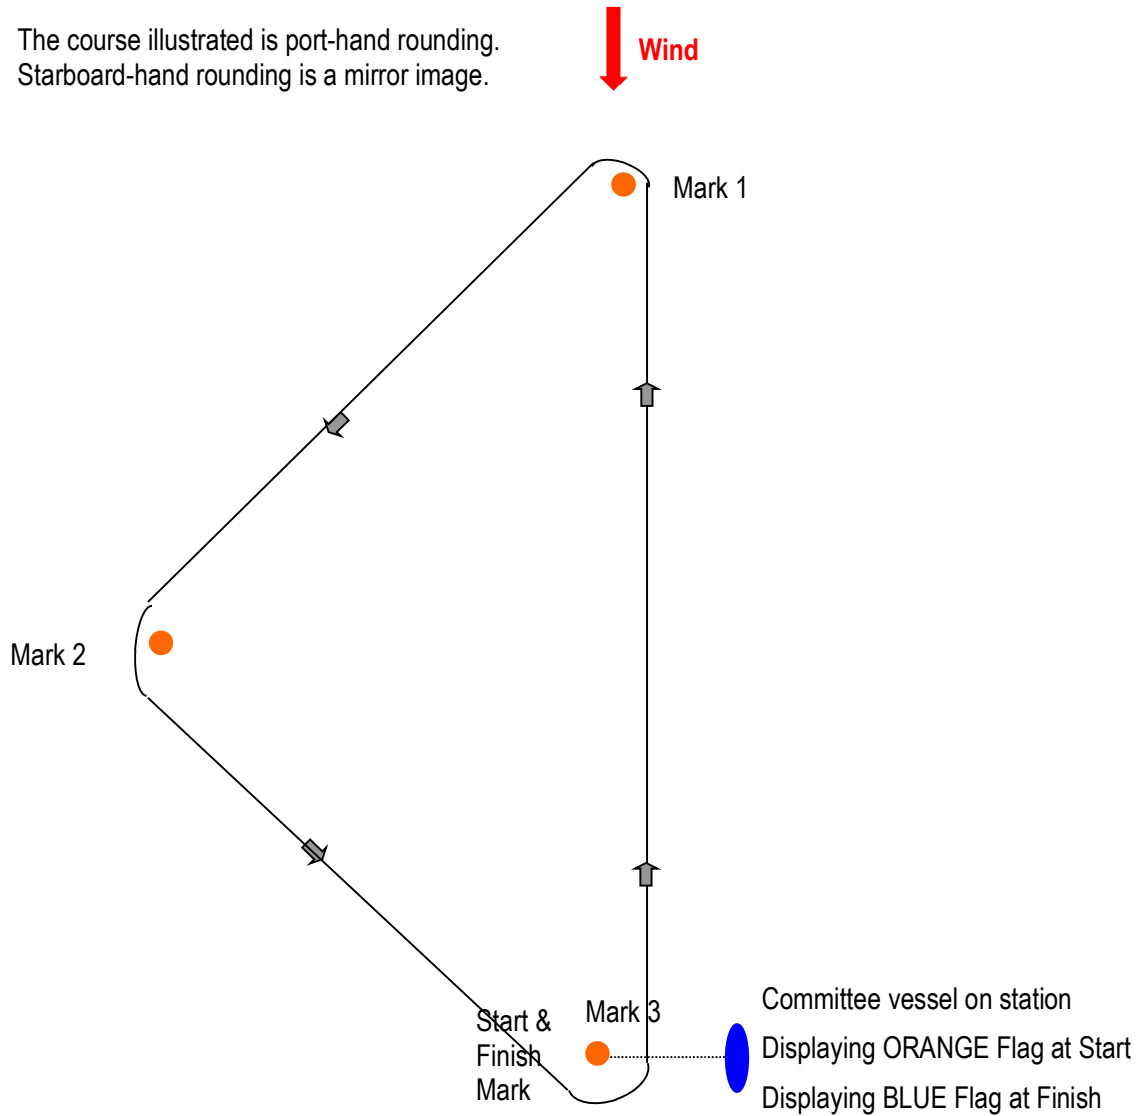 The course illustrated is port-hand rounding.
Starboard-hand rounding is a mirror image.
Wind
Mark 1
Mark 2
Mark 3
Start &
Finish
Mark
Committee vessel on station
Displaying ORANGE Flag at Start
Displaying BLUE Flag at Finish